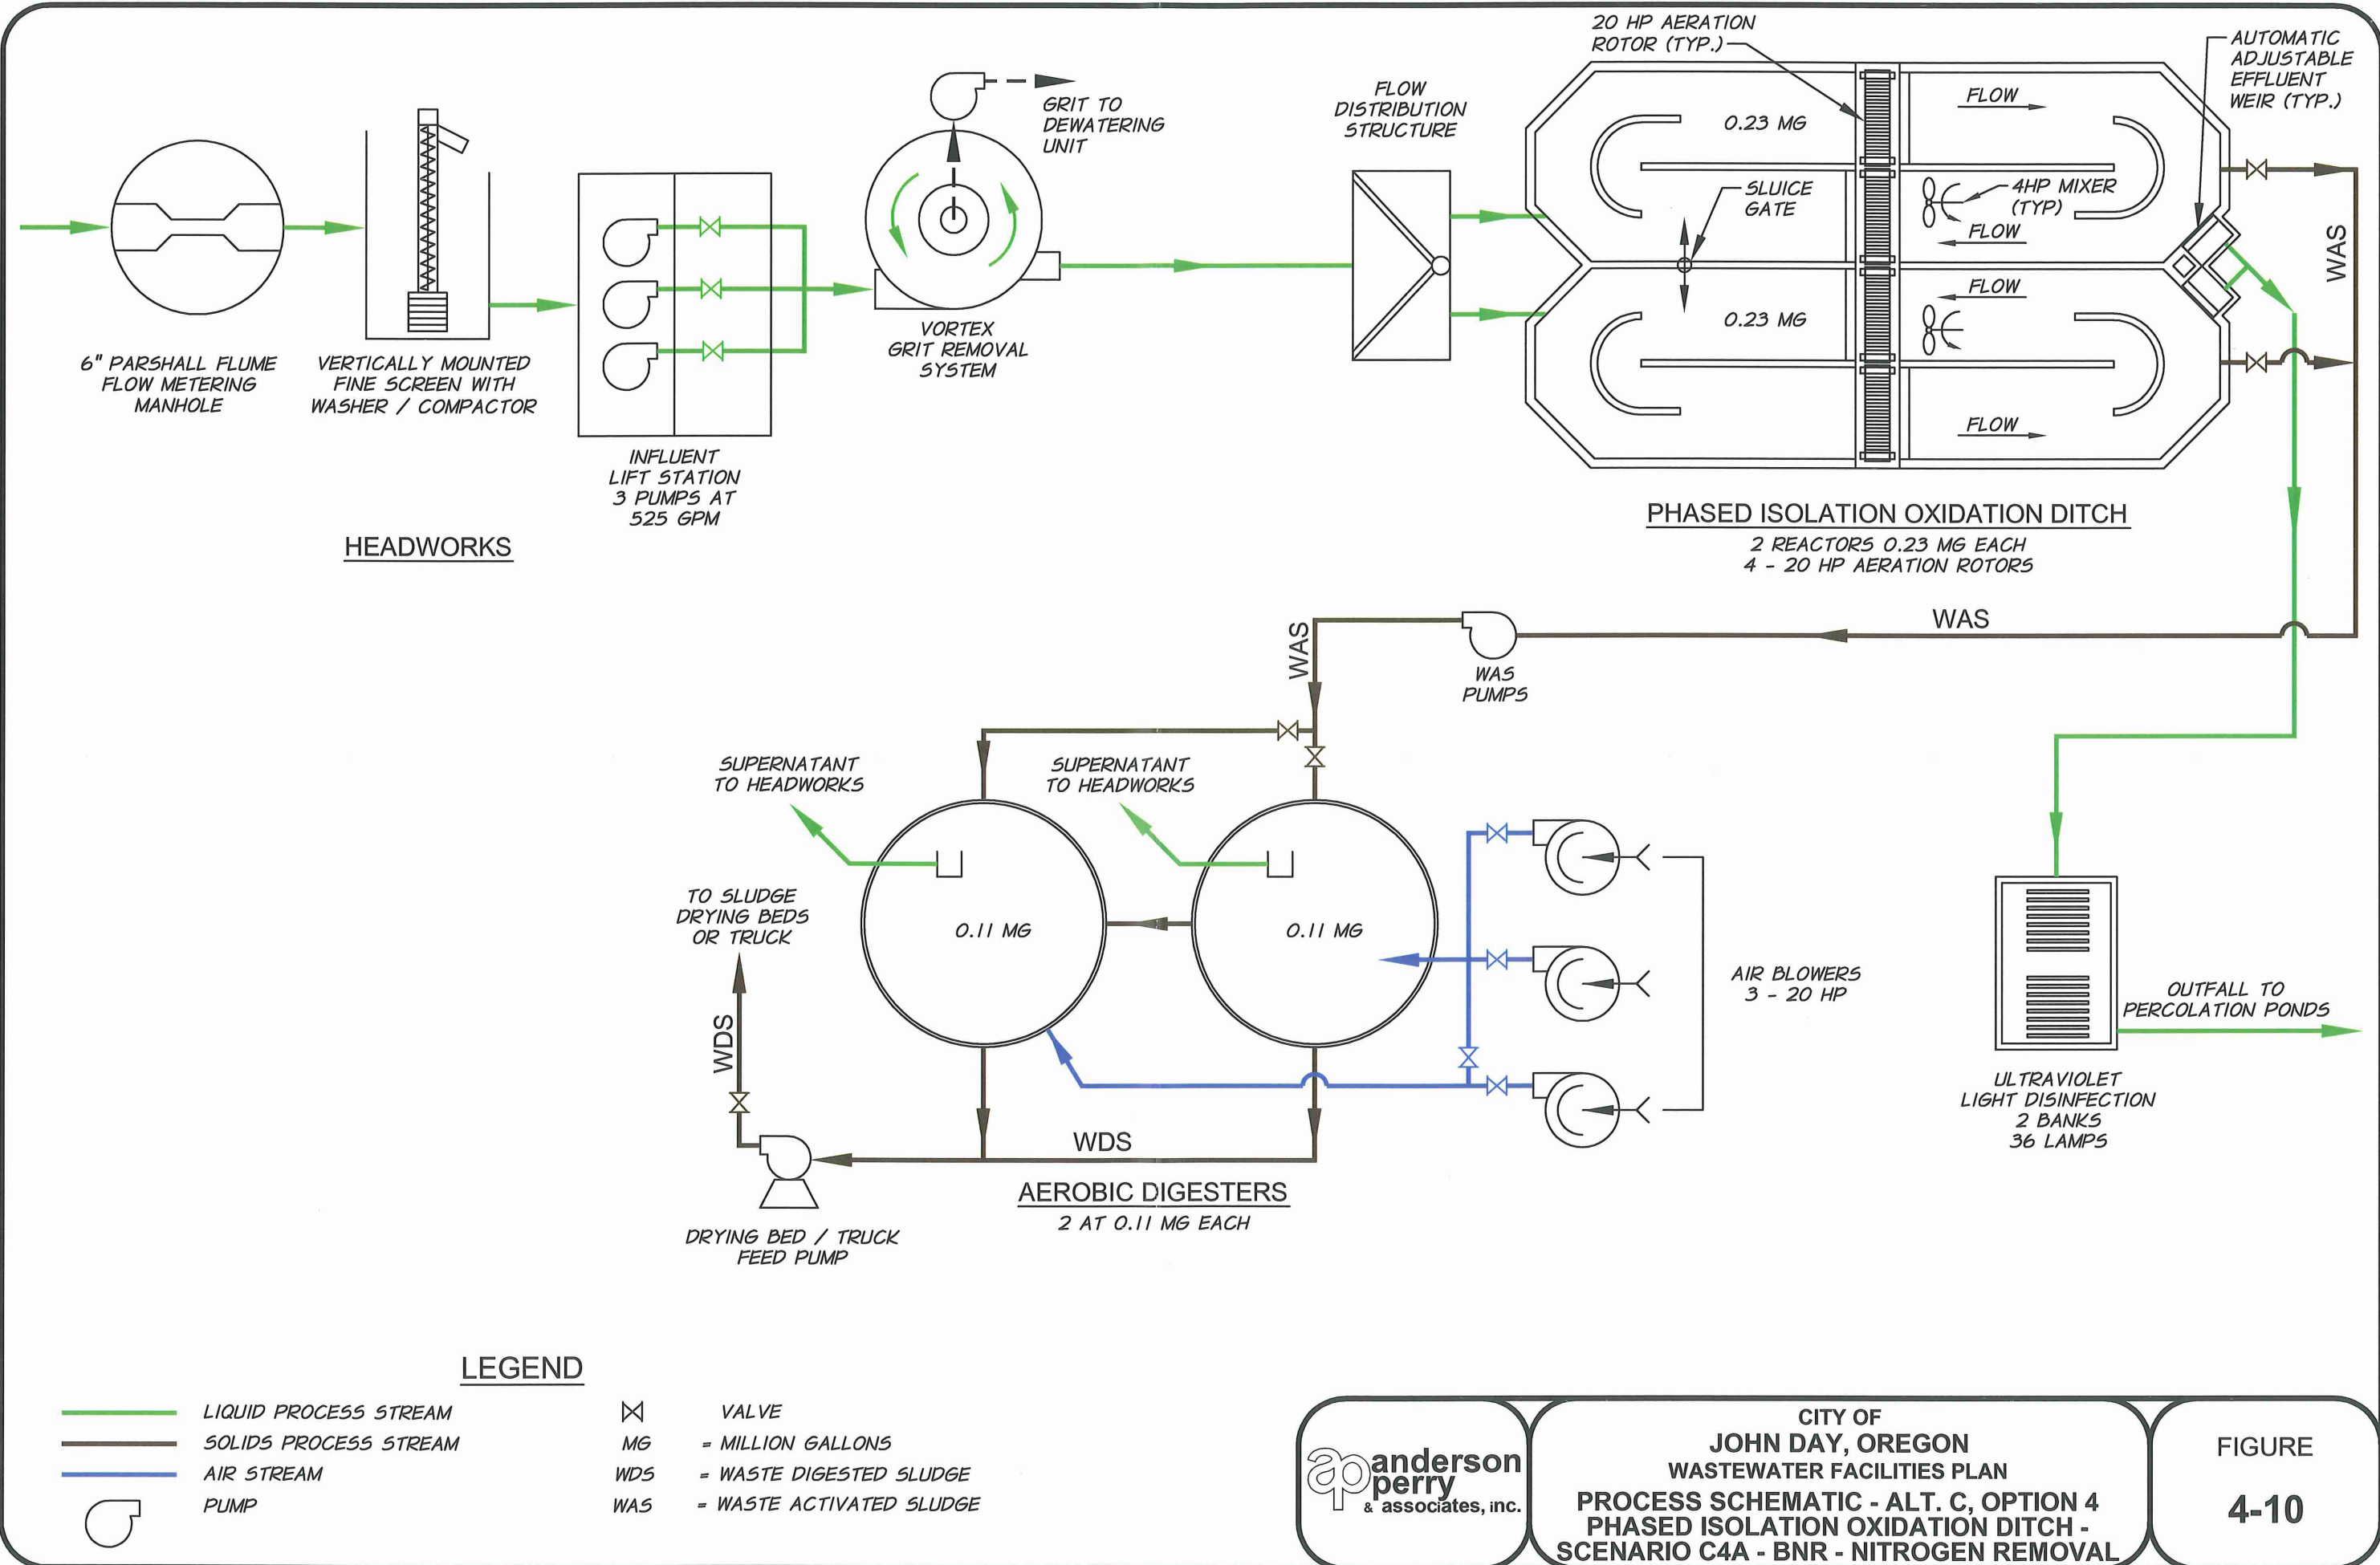 20 HP AERATION
ROTOR (TYP.)
AUTOMATIC
ADJUSTABLE
EFFLUENT
WEIR (TYP.)
GRIT TO
DEWATERING
UNIT
FLOW
DISTRIBUTION
STRUCTURE
0.23 MG
FLOW
SLUICE
GATE
4HP MIXER
(TYP)
FLOW
WAS
FLOW
0.23 MG
FLOW
6" PARSHALL FLUME
FLOW METERING
MANHOLE
VERTICALLY MOUNTED
FINE SCREEN WITH
WASHER / COMPACTOR
VORTEX
GRIT REMOVAL
SYSTEM
INFLUENT
LIFT STATION
3 PUMPS AT
525 GPM
HEADWORKS
PHASED ISOLATION OXIDATION DITCH
2 REACTORS 0.23 MG EACH
4 - 20 HP AERATION ROTORS
WAS
WAS
WAS
PUMPS
SUPERNATANT
TO HEADWORKS
SUPERNATANT
TO HEADWORKS
TO SLUDGE
DRYING BEDS
OR TRUCK
0.11 MG
0.11 MG
AIR BLOWERS
3 - 20 HP
OUTFALL TO
PERCOLATION PONDS
WDS
ULTRAVIOLET
LIGHT DISINFECTION
2 BANKS
36 LAMPS
WDS
AEROBIC DIGESTERS
2 AT 0.11 MG EACH
DRYING BED / TRUCK
FEED PUMP
LEGEND
LIQUID PROCESS STREAM
SOLIDS PROCESS STREAM
AIR STREAM
PUMP
VALVE
MG = MILLION GALLONS
WDS = WASTE DIGESTED SLUDGE
WAS = WASTE ACTIVATED SLUDGE
ap anderson
perry
& associates, inc.
CITY OF
JOHN DAY, OREGON
WASTEWATER FACILITIES PLAN
PROCESS SCHEMATIC - ALT. C, OPTION 4
PHASED ISOLATION OXIDATION DITCH -
SCENARIO C4A - BNR - NITROGEN REMOVAL
FIGURE
4-10